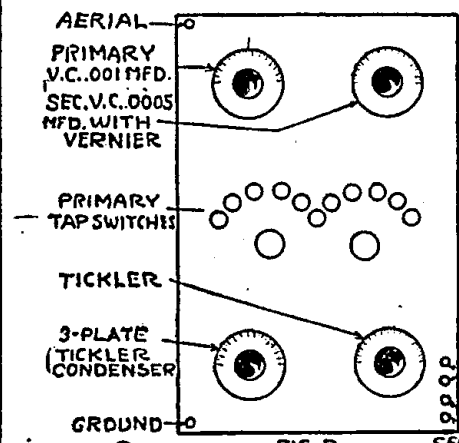 AERIAL
PRIMARY
V.C..001 MFD.
SEC.V.C..0005
MFD. WITH
VERNIER
PRIMARY
TAP SWITCHES
TICKLER
3-PLATE
(TICKLER
CONDENSER
GROUND